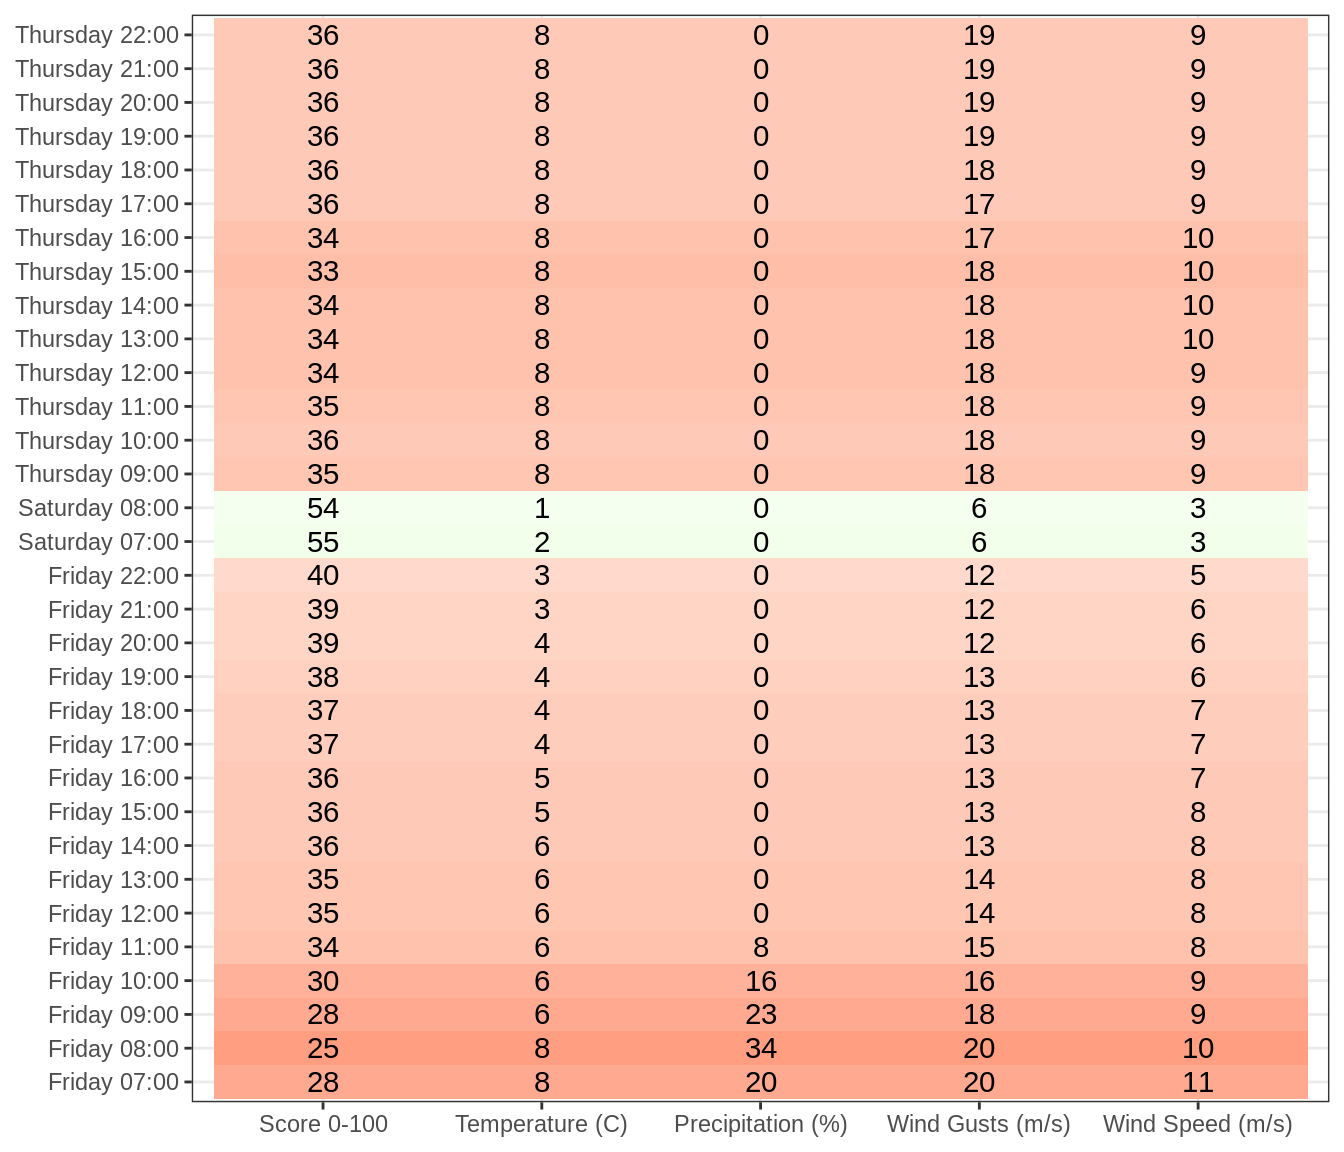 Thursday 22:00 36 8 0 19 9
Thursday 21:00 36 8 0 19 9
Thursday 20:00 36 8 0 19 9
Thursday 19:00 36 8 0 19 9
Thursday 18:00 36 8 0 18 9
Thursday 17:00 36 8 0 17 9
Thursday 16:00 34 8 0 17 10
Thursday 15:00 33 8 0 18 10
Thursday 14:00 34 8 0 18 10
Thursday 13:00 34 8 0 18 10
Thursday 12:00 34 8 0 18 9
Thursday 11:00 35 8 0 18 9
Thursday 10:00 36 8 0 18 9
Thursday 09:00 35 8 0 18 9
Saturday 08:00 54 1 0 6 3
Saturday 07:00 55 2 0 6 3
Friday 22:00 40 3 0 12 5
Friday 21:00 39 3 0 12 6
Friday 20:00 39 4 0 12 6
Friday 19:00 38 4 0 13 6
Friday 18:00 37 4 0 13 7
Friday 17:00 37 4 0 13 7
Friday 16:00 36 5 0 13 7
Friday 15:00 36 5 0 13 8
Friday 14:00 36 6 0 13 8
Friday 13:00 35 6 0 14 8
Friday 12:00 35 6 0 14 8
Friday 11:00 34 6 8 15 8
Friday 10:00 30 6 16 16 9
Friday 09:00 28 6 23 18 9
Friday 08:00 25 8 34 20 10
Friday 07:00 28 8 20 20 11
Score 0-100 Temperature (C) Precipitation (%) Wind Gusts (m/s) Wind Speed (m/s)